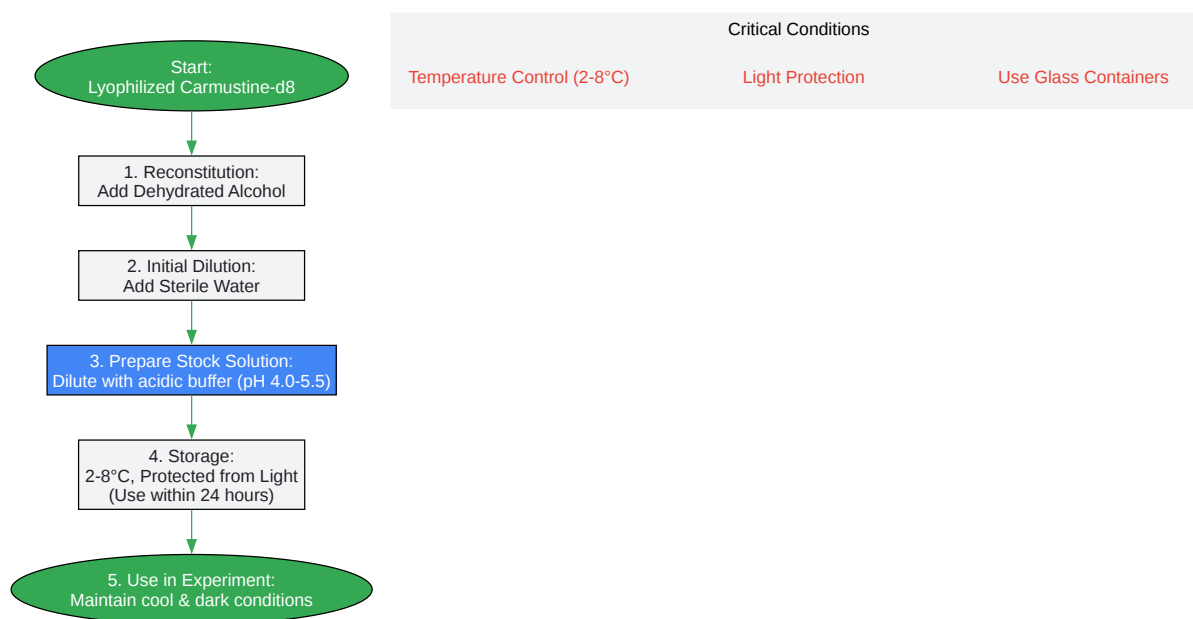 Start:
Lyophilized Carmustine-d8
1. Reconstitution:
Add Dehydrated Alcohol
2. Initial Dilution:
Add Sterile Water
3. Prepare Stock Solution:
Dilute with acidic buffer (pH 4.0-5.5)
4. Storage:
2-8°C, Protected from Light
(Use within 24 hours)
5. Use in Experiment:
Maintain cool & dark conditions
Critical Conditions
Temperature Control (2-8°C)
Light Protection
Use Glass Containers